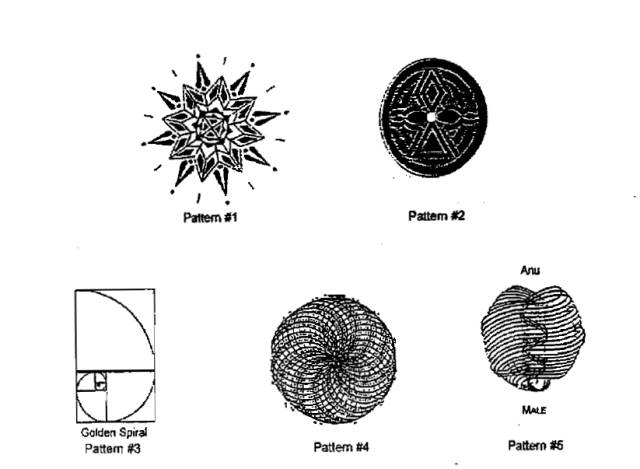 Pattern #1
Pattern #2
Anu
Golden Spiral
Pattern #3
Pattern #4
MALE
Pattern #5